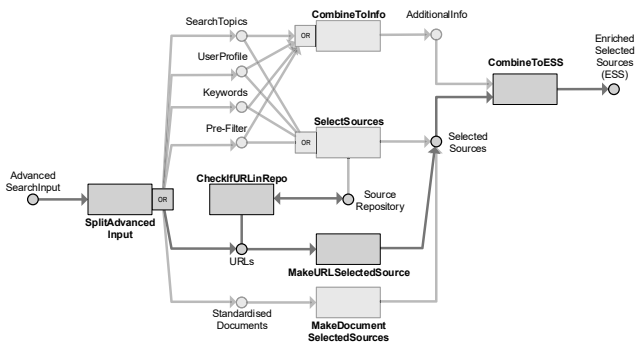 SearchTopics
CombineToInfo
AdditionalInfo
OR
UserProfile
Enriched
Selected
Sources
(ESS)
CombineToESS
Keywords
Pre-Filter
SelectSources
OR
Selected
Sources
Advanced
SearchInput
CheckIfURLinRepo
OR
Source
Repository
SplitAdvanced
Input
URLs
MakeURLSelectedSource
Standardised
Documents
MakeDocument
SelectedSources